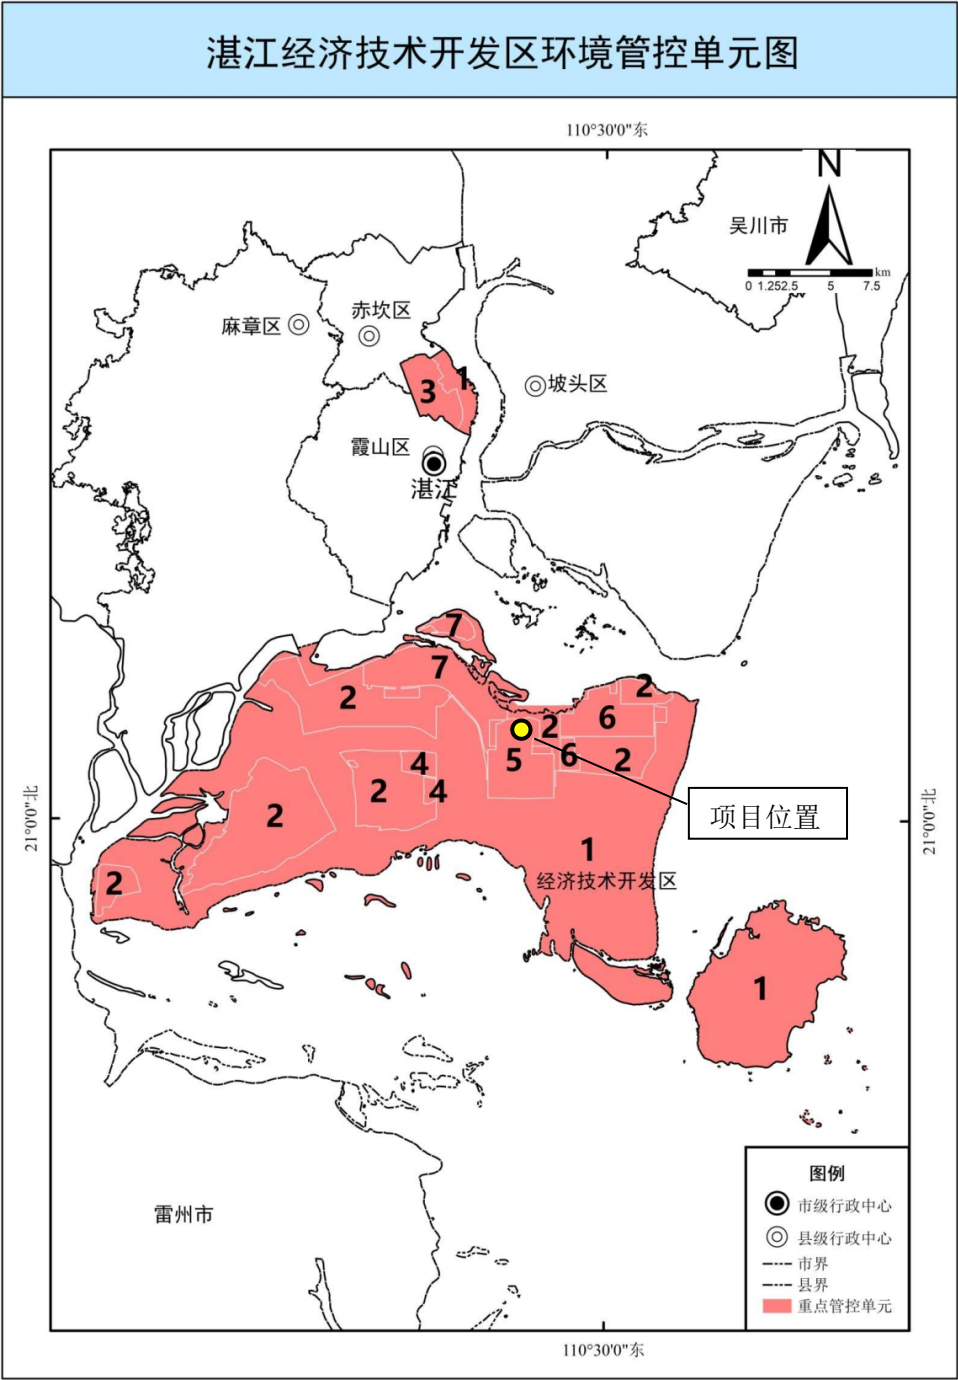 湛江经济技术开发区环境管控单元图
110°30'0"东
N
吴川市
km
0 1.252.5 5 7.5
赤坎区
麻章区
坡头区
3
1
霞山区
湛江
7
7
2
2
6
2
2
5
6
2
4
2
4
2
项目位置
21°0'0"北
21°0'0"北
1
经济技术开发区
2
1
图例
市级行政中心
县级行政中心
市界
县界
重点管控单元
雷州市
110°30'0"东